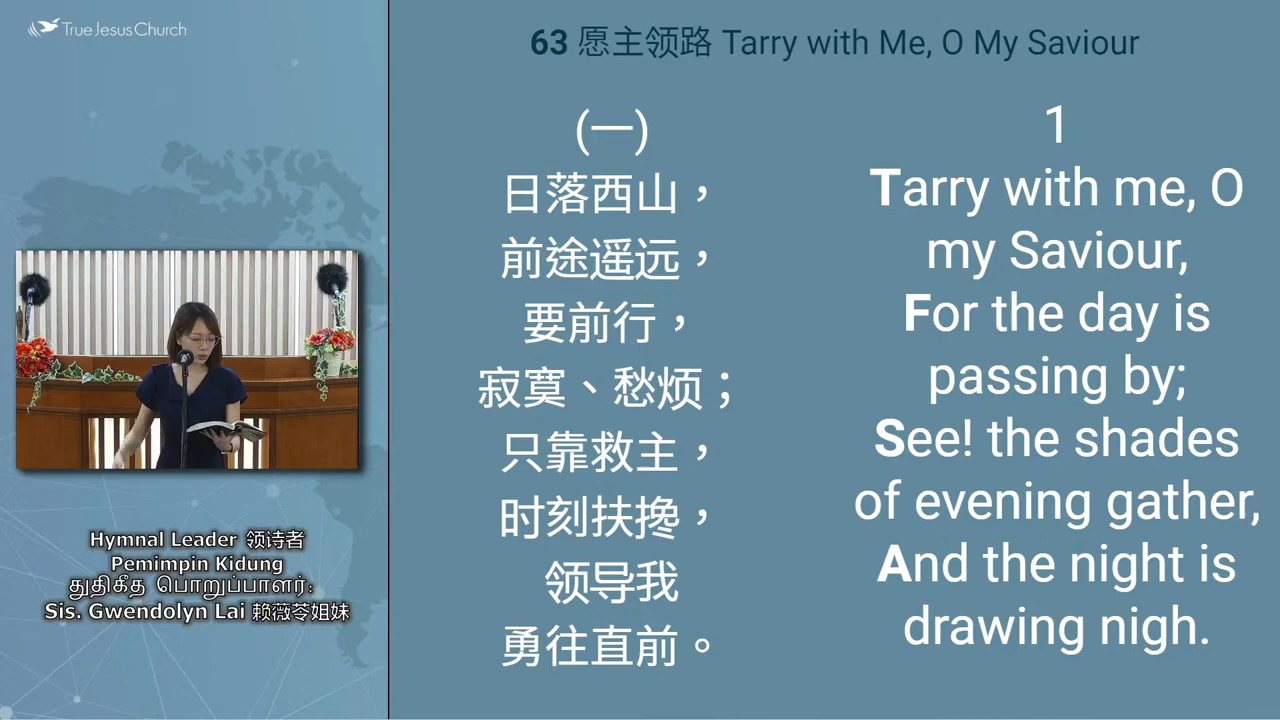 True Jesus Church
63 愿主领路 Tarry with Me, O My Saviour
(一)
日落西山，
前途遥远，
要前行，
寂寞、愁烦；
只靠救主，
时刻扶搀，
领导我
勇往直前。
1
Tarry with me, O
my Saviour,
For the day is
passing by;
See! the shades
of evening gather,
And the night is
drawing nigh.
Hymnal Leader 领诗者
Pemimpin Kidung
துதிகீத பொறுப்பாளர்:
Sis. Gwendolyn Lai 赖薇苓姐妹